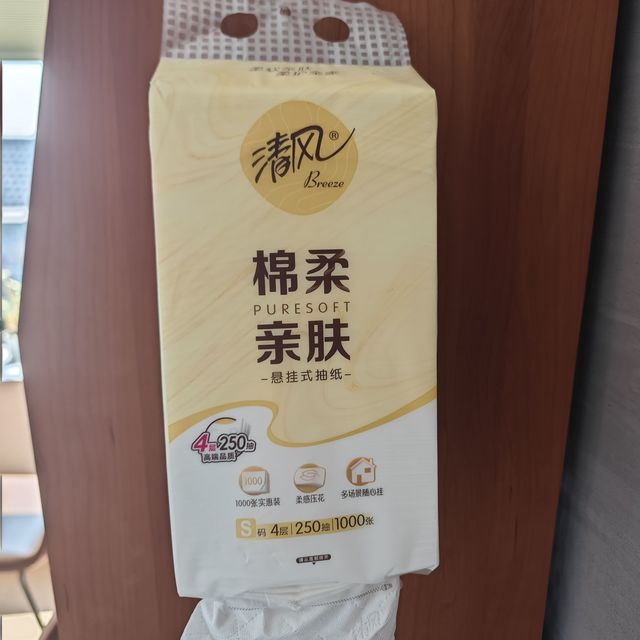 清风®
Breeze
棉柔
PURESOFT
亲肤
-悬挂式抽纸-
4层250抽
高端品质
1000
1000张实惠装
柔感压花
多场景随心挂
S码 4层|250抽|1000张